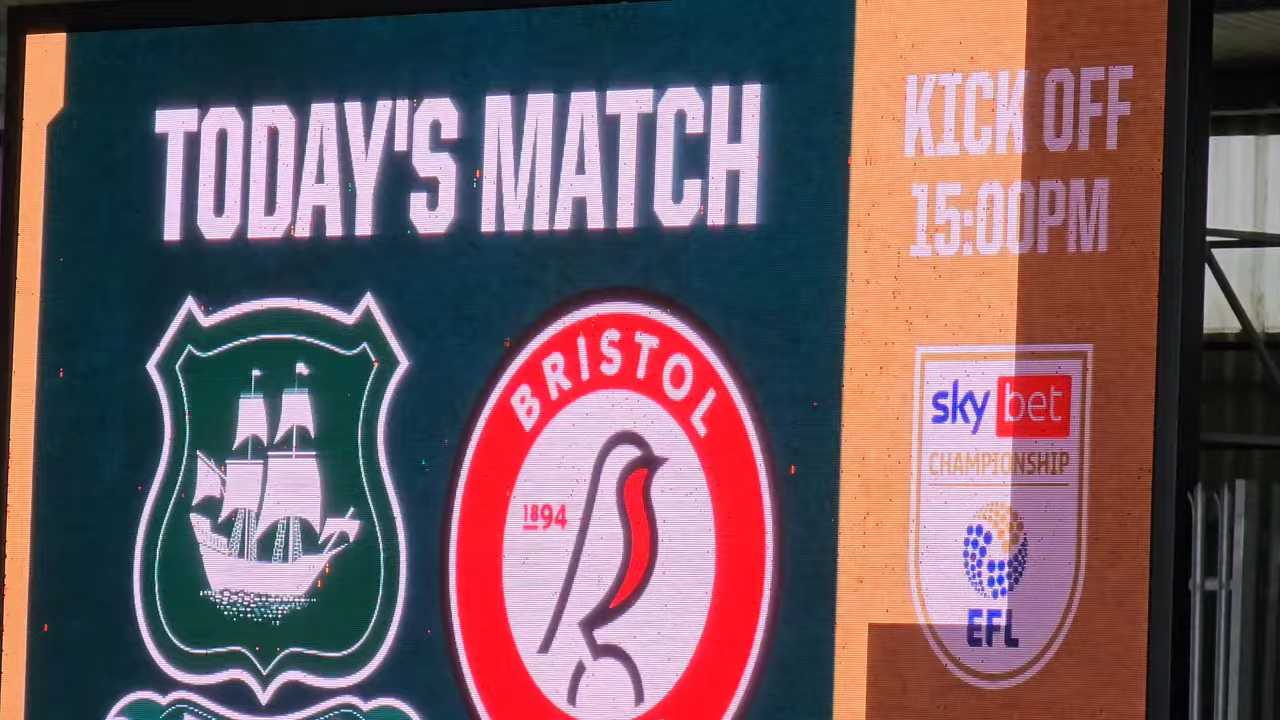 TODAY'S MATCH
KICK OFF
15:00PM
BRISTOL
1894
sky bet
CHAMPIONSHIP
EFL